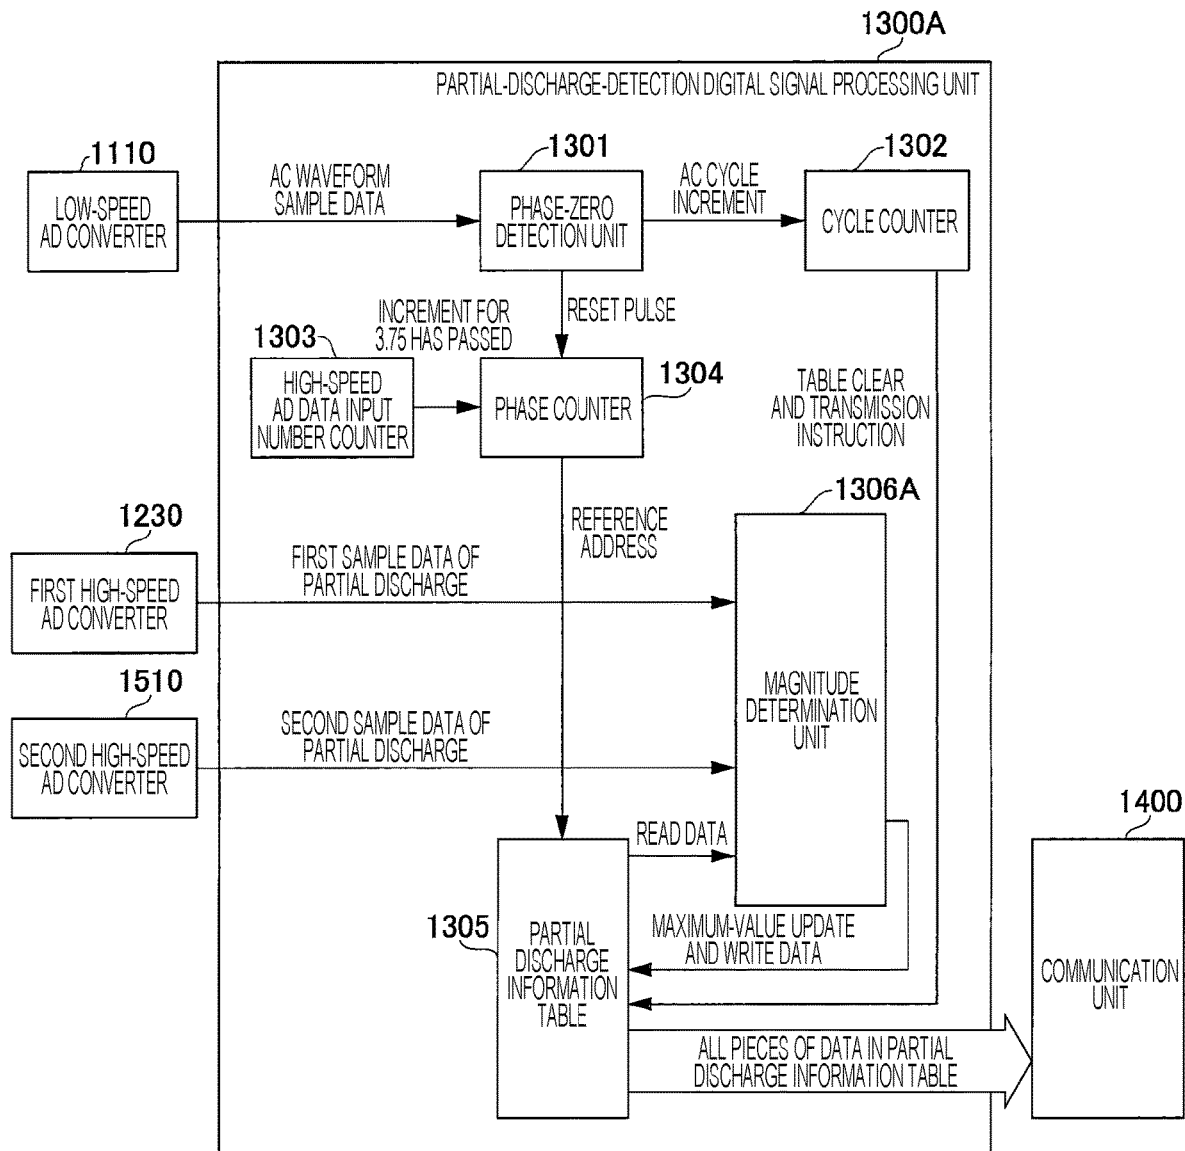 1300A
PARTIAL-DISCHARGE-DETECTION DIGITAL SIGNAL PROCESSING UNIT
1110
LOW-SPEED
AD CONVERTER
AC WAVEFORM
SAMPLE DATA
1301
PHASE-ZERO
DETECTION UNIT
AC CYCLE
INCREMENT
1302
CYCLE COUNTER
INCREMENT FOR
3.75 HAS PASSED
RESET PULSE
1303
HIGH-SPEED
AD DATA INPUT
NUMBER COUNTER
PHASE COUNTER
1304
TABLE CLEAR
AND TRANSMISSION
INSTRUCTION
REFERENCE
ADDRESS
1306A
MAGNITUDE
DETERMINATION
UNIT
1230
FIRST HIGH-SPEED
AD CONVERTER
FIRST SAMPLE DATA OF
PARTIAL DISCHARGE
1510
SECOND HIGH-SPEED
AD CONVERTER
SECOND SAMPLE DATA OF
PARTIAL DISCHARGE
READ DATA
1305
PARTIAL
DISCHARGE
INFORMATION
TABLE
MAXIMUM-VALUE UPDATE
AND WRITE DATA
ALL PIECES OF DATA IN PARTIAL
DISCHARGE INFORMATION TABLE
1400
COMMUNICATION
UNIT